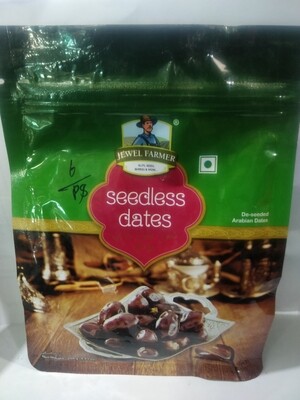 JEWEL FARMER
®
6
/P8
seedless
dates
De-seeded
Arabian Dates